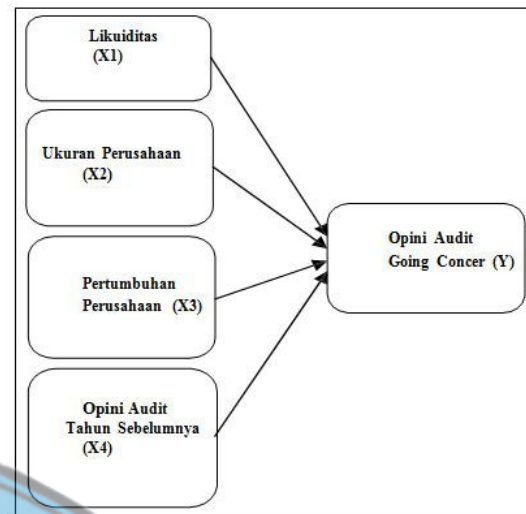 Likuiditas
(X1)
Ukuran Perusahaan
(X2)
Pertumbuhan
Perusahaan (X3)
Opini Audit
Tahun Sebelumnya
(X4)
Opini Audit
Going Concer (Y)